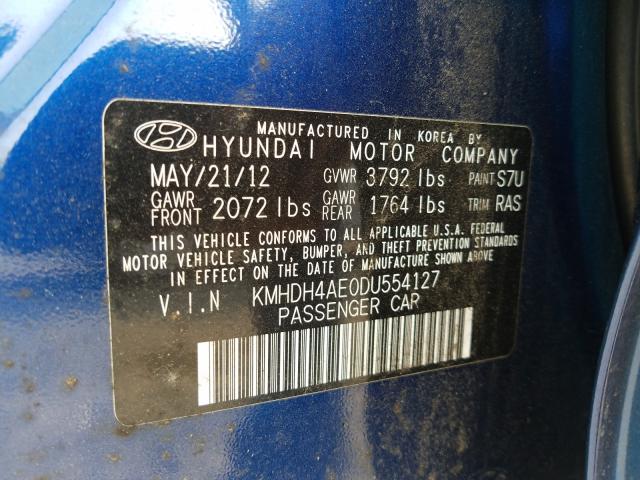 MANUFACTURED IN KOREA BY
HYUNDAI MOTOR COMPANY
MAY/21/12 GVWR 3792 lbs PAINT S7U
GAWR FRONT 2072 lbs GAWR REAR 1764 lbs TRIM RAS
THIS VEHICLE CONFORMS TO ALL APPLICABLE U.S.A. FEDERAL
MOTOR VEHICLE SAFETY, BUMPER, AND THEFT PREVENTION STANDARDS
IN EFFECT ON THE DATE OF MANUFACTURE SHOWN ABOVE.
V.I.N KMHDH4AE0DU554127
PASSENGER CAR